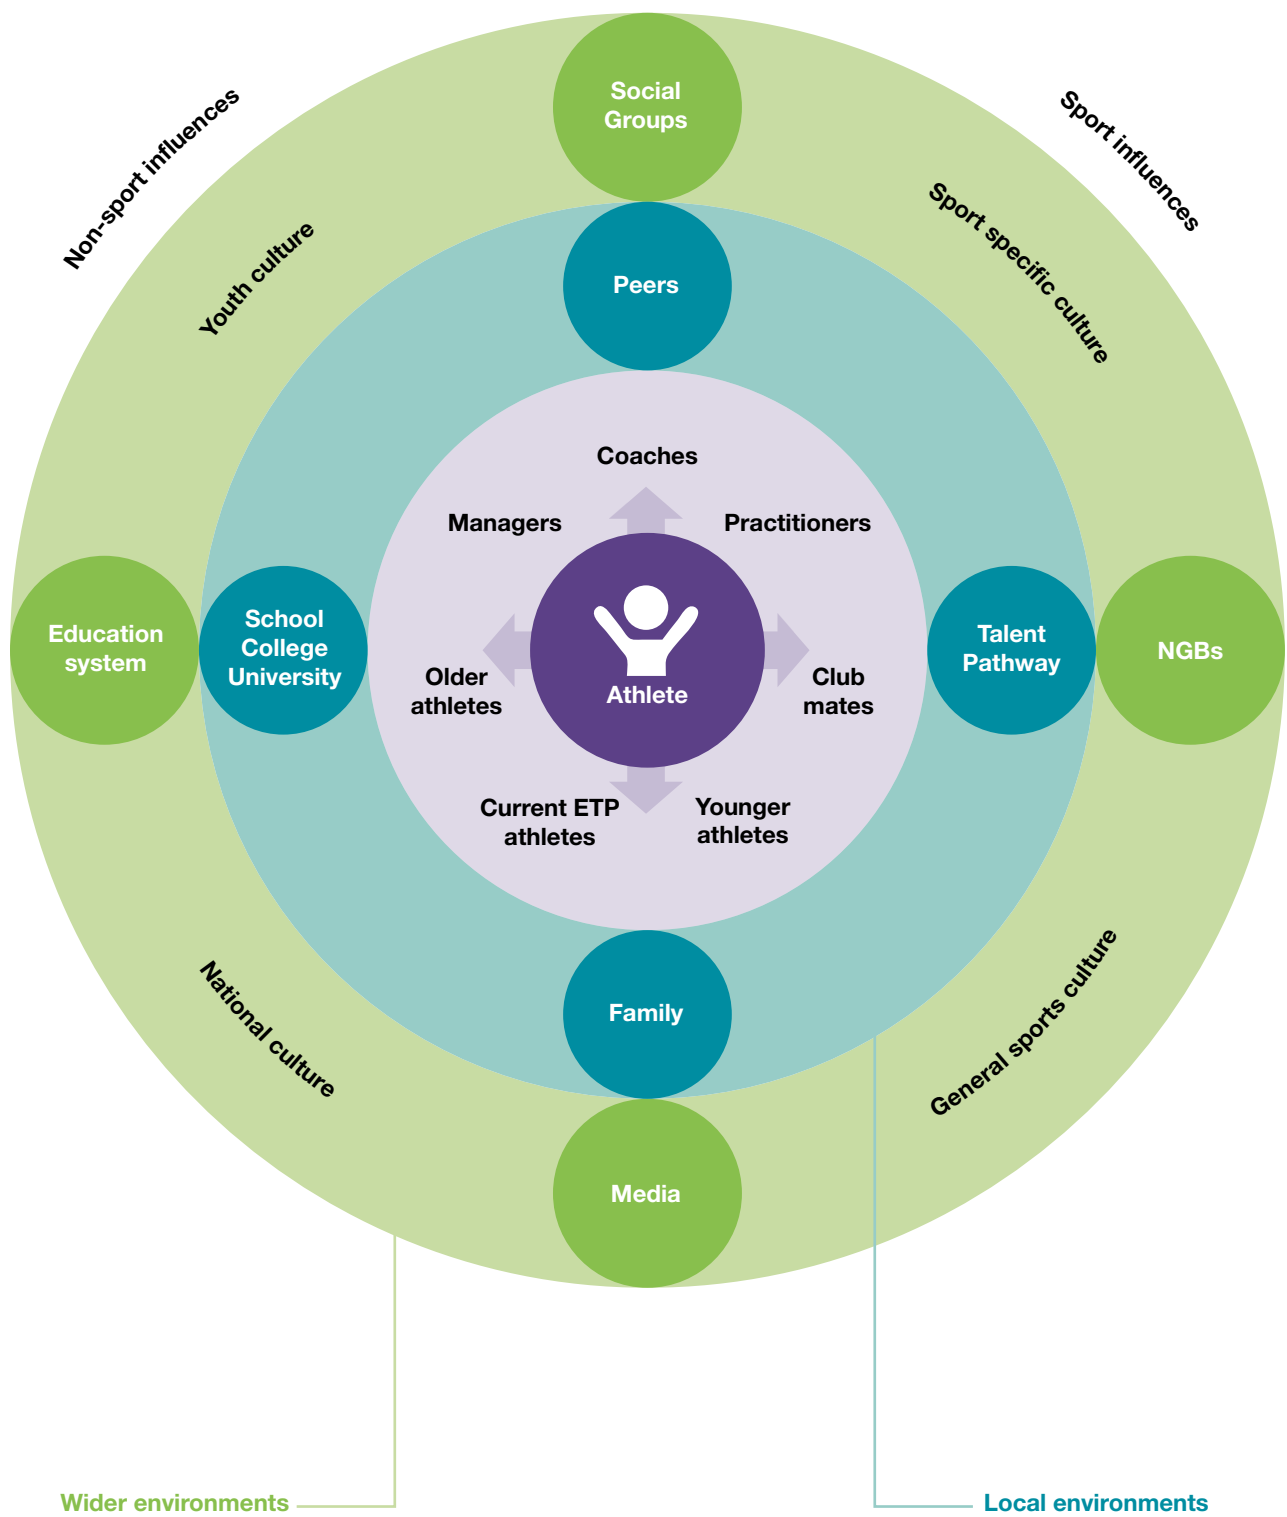 Social
Groups
Non-sport influences
Sport influences
Youth culture
Sport specific culture
Peers
Coaches
Managers
Practitioners
Education
system
School
College
University
Athlete
Older
athletes
Club
mates
Talent
Pathway
NGBs
Current ETP
athletes
Younger
athletes
National culture
General sports culture
Family
Media
Wider environments
Local environments